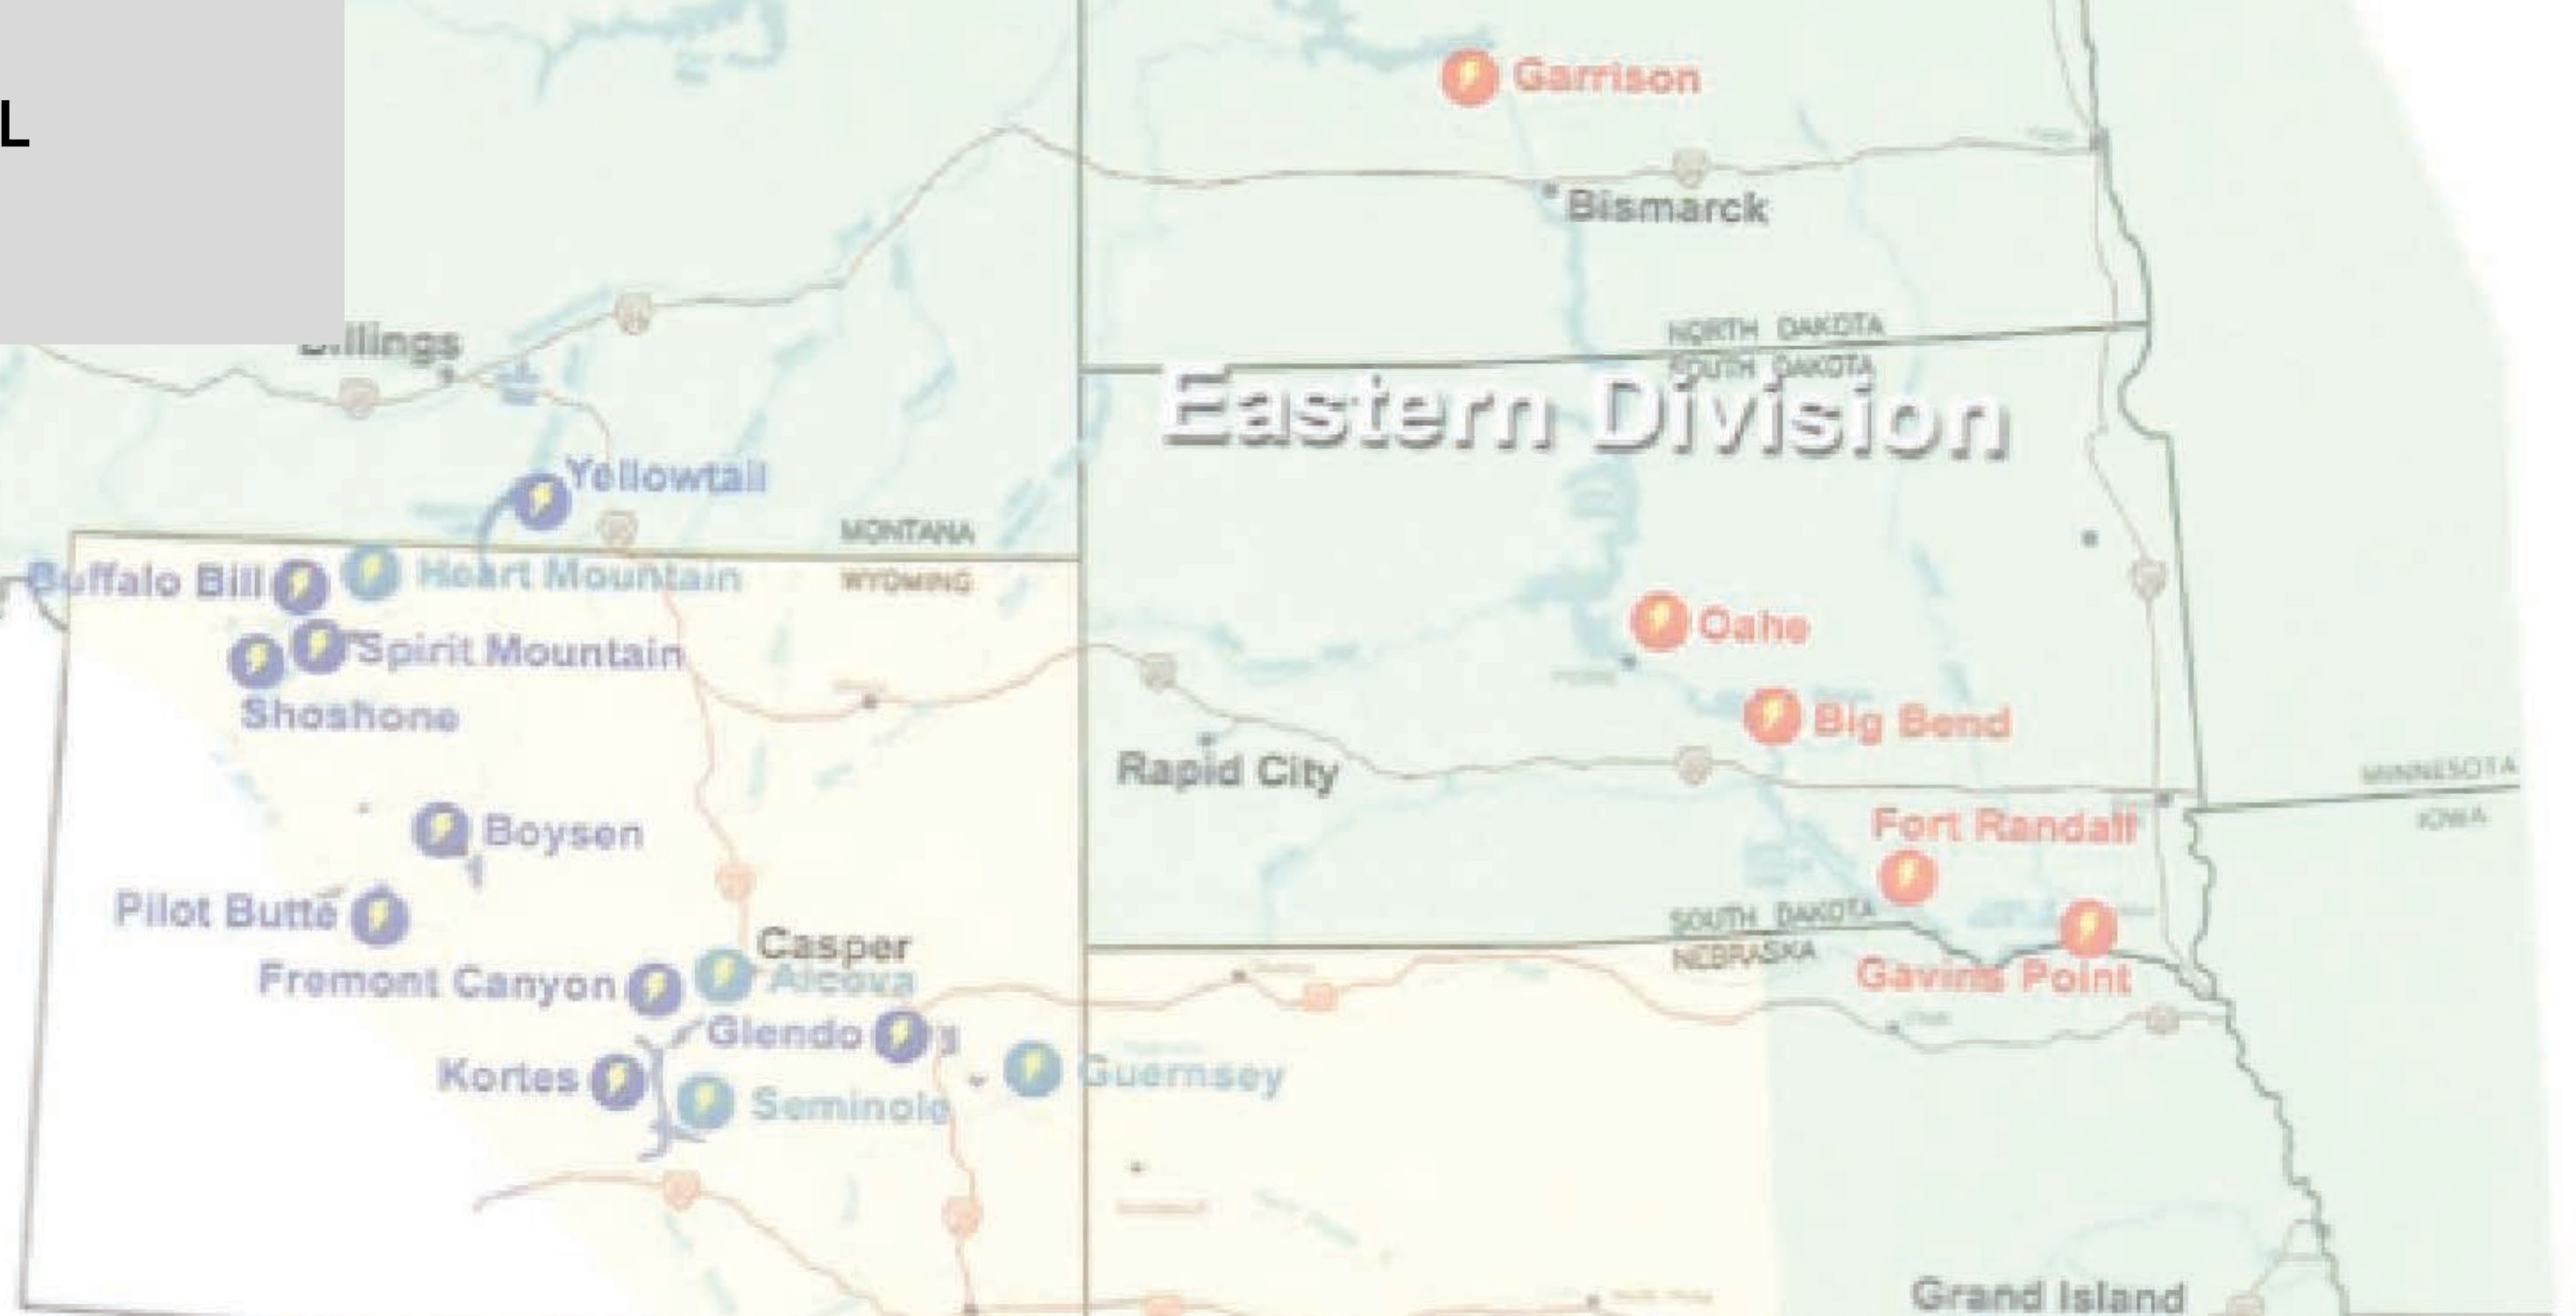 L
Garrison
Bismarck
NORTH DAKOTA
SOUTH DAKOTA
Eastern Division
Yellowtail
MONTANA
WYOMING
Buffalo Bill
Heart Mountain
Spirit Mountain
Shoshone
Oahe
Big Bend
Rapid City
MINNESOTA
IOWA
Fort Randall
Boysen
Pilot Butte
SOUTH DAKOTA
NEBRASKA
Gavins Point
Casper
Alcova
Fremont Canyon
Glendo
Kortes
Guernsey
Seminole
Grand Island